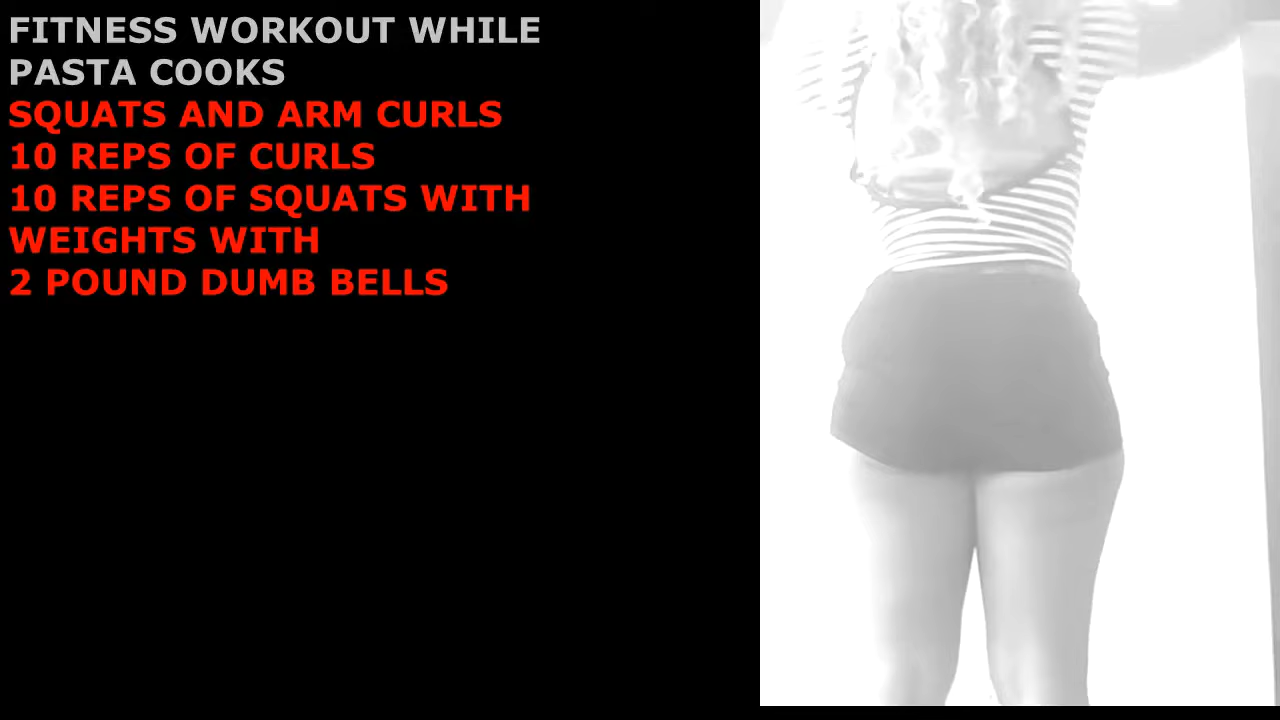 FITNESS WORKOUT WHILE
PASTA COOKS
SQUATS AND ARM CURLS
10 REPS OF CURLS
10 REPS OF SQUATS WITH
WEIGHTS WITH
2 POUND DUMB BELLS